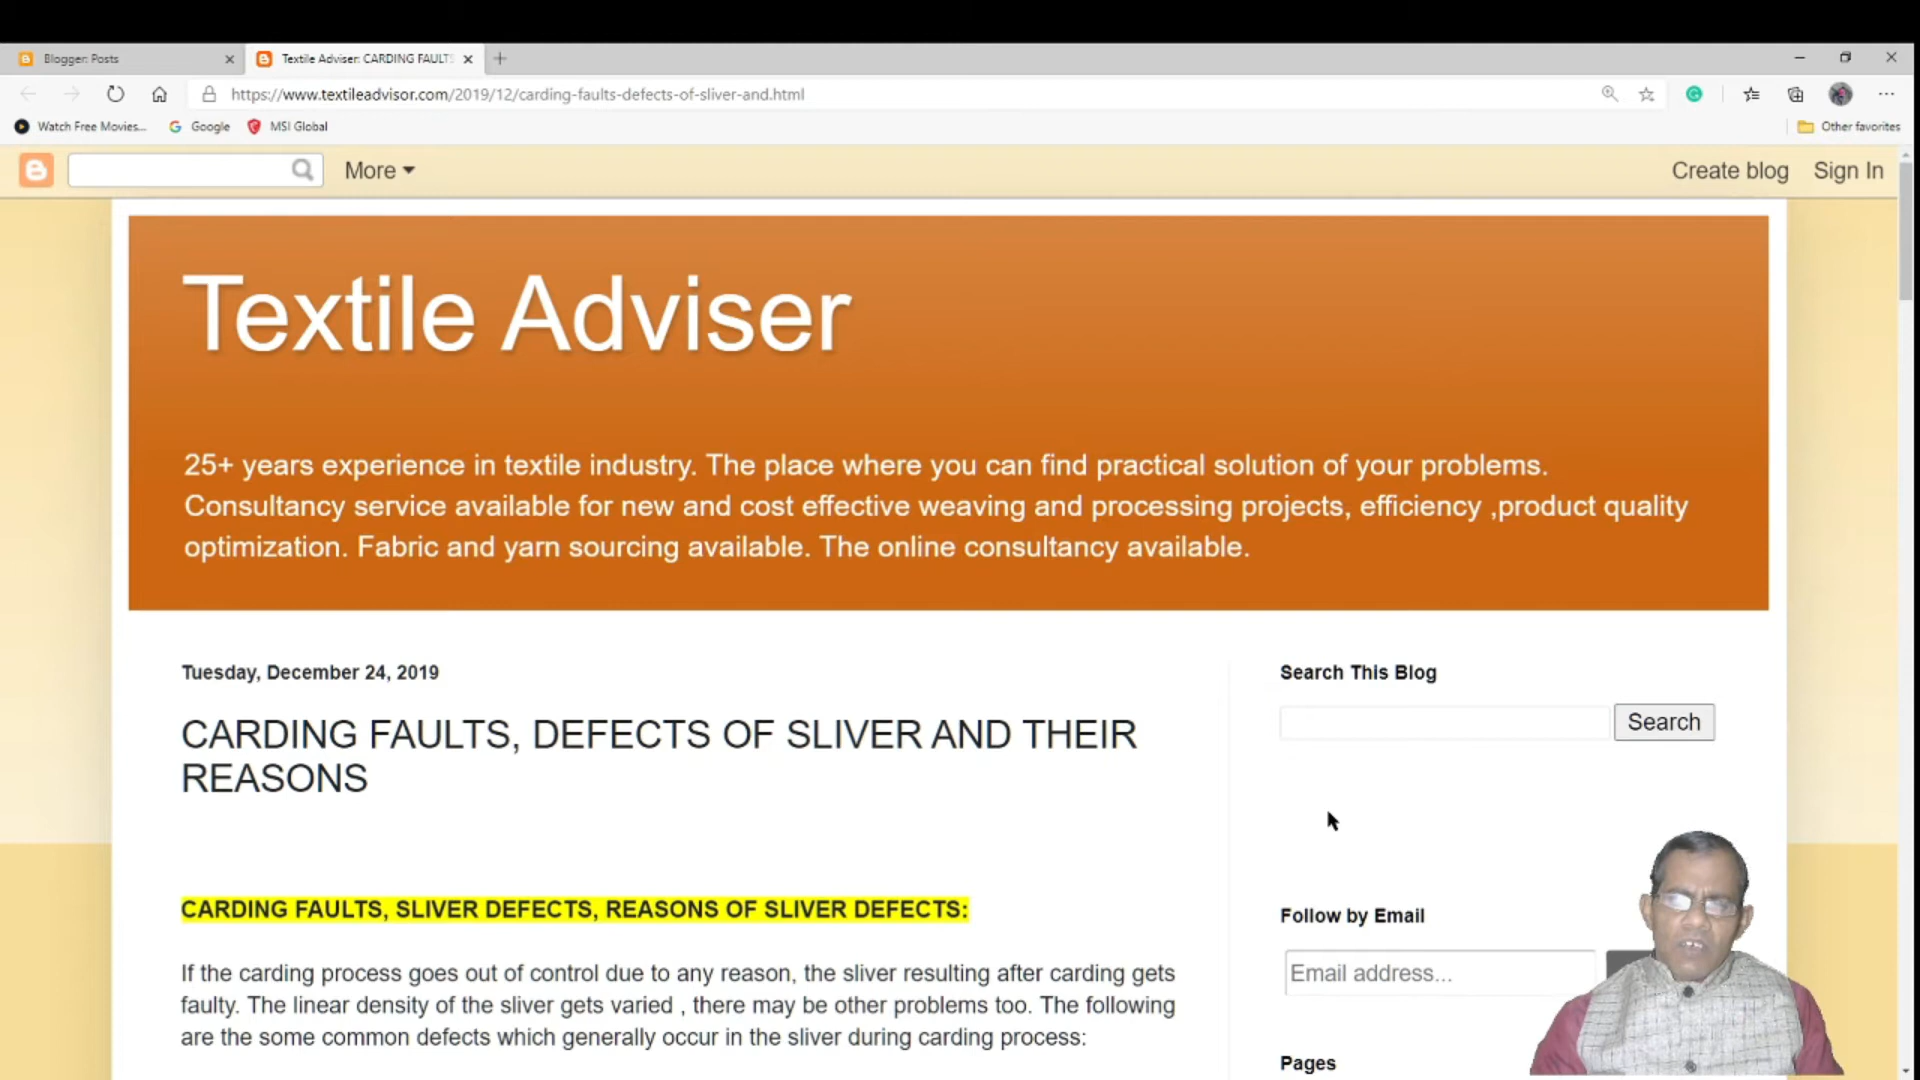 Blogger: Posts
Textile Adviser: CARDING FAULTS
https://www.textileadvisor.com/2019/12/carding-faults-defects-of-sliver-and.html
Watch Free Movies...
Google
MSI Global
Other favorites
More
Create blog
Sign In
Textile Adviser
25+ years experience in textile industry. The place where you can find practical solution of your problems.
Consultancy service available for new and cost effective weaving and processing projects, efficiency ,product quality
optimization. Fabric and yarn sourcing available. The online consultancy available.
Tuesday, December 24, 2019
CARDING FAULTS, DEFECTS OF SLIVER AND THEIR
REASONS
CARDING FAULTS, SLIVER DEFECTS, REASONS OF SLIVER DEFECTS:
If the carding process goes out of control due to any reason, the sliver resulting after carding gets
faulty. The linear density of the sliver gets varied , there may be other problems too. The following
are the some common defects which generally occur in the sliver during carding process:
Search This Blog
Search
Follow by Email
Email address...
Pages